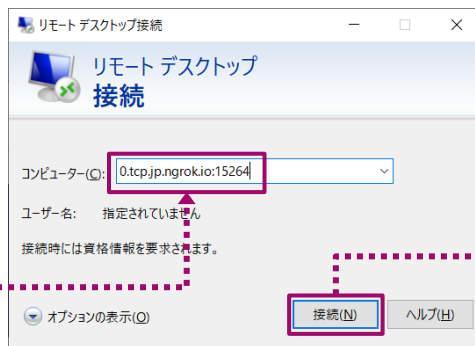 リモート デスクトップ接続
リモート デスクトップ
接続
コンピューター(C):
0.tcp.jp.ngrok.io:15264
ユーザー名: 指定されていません
接続時には資格情報を要求されます。
オプションの表示(O)
接続(N)
ヘルプ(H)